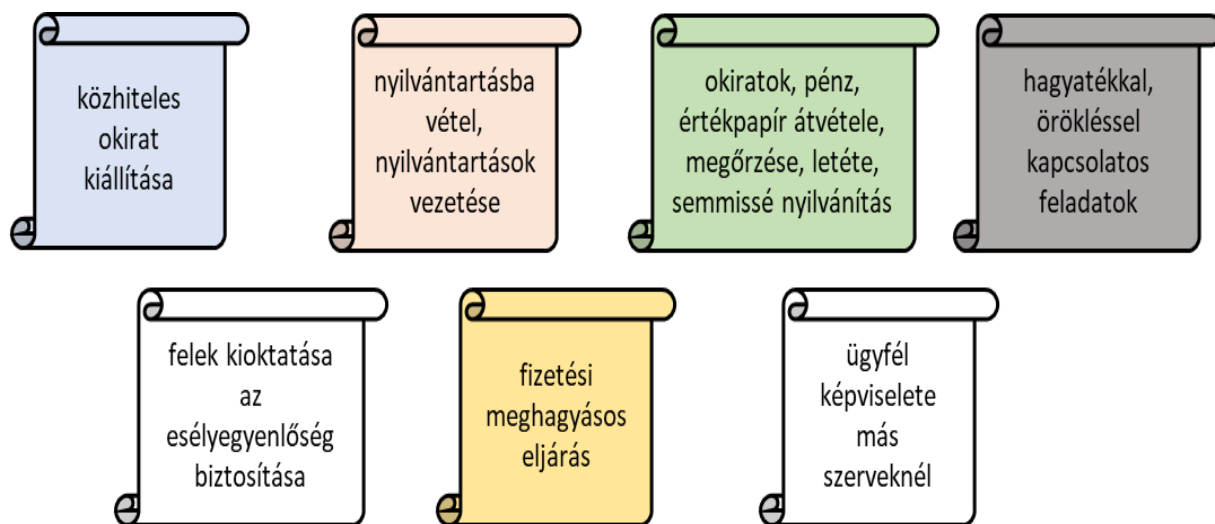 közhiteles
okirat
kiállítása
nyilvántartásba
vétel,
nyilvántartások
vezetése
okiratok, pénz,
értékpapír átvétele,
megőrzése, letéte,
semmissé nyilvánítás
hagyatékkal,
örökléssel
kapcsolatos
feladatok
felek kioktatása
az
esélyegyenlőség
biztosítása
fizetési
meghagyásos
eljárás
ügyfél
képviselete
más
szerveknél